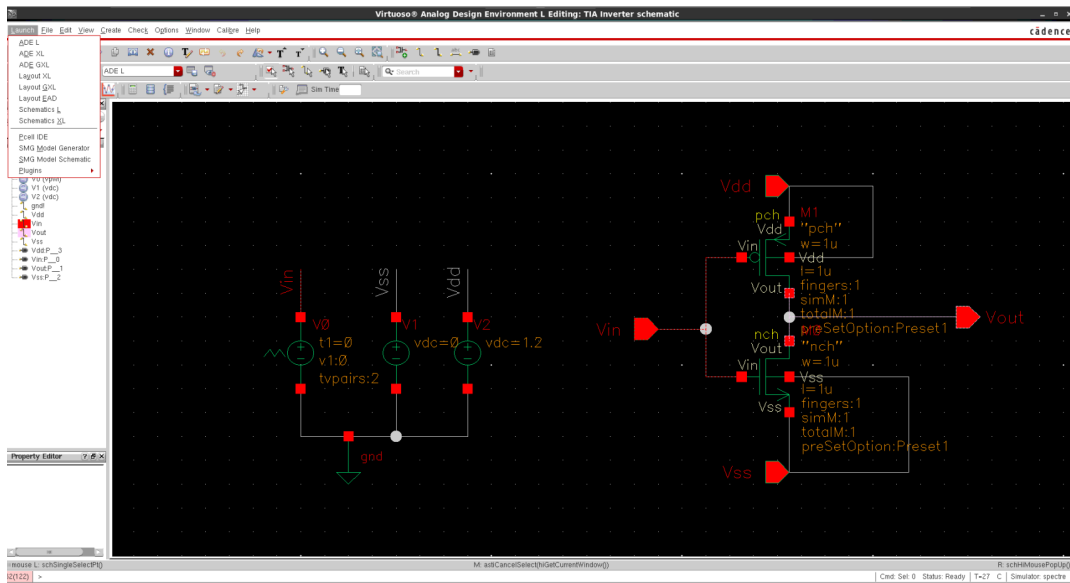 Virtuoso® Analog Design Environment L Editing: TIA Inverter schematic
Launch File Edit View Create Check Options Window Calibre Help
cādence
ADE L
ADE XL
ADE GXL
Layout XL
Layout GXL
Layout EAD
Schematics L
Schematics XL
Pcell IDE
SMG Model Generator
SMG Model Schematic
Plugins
ADE L
Search
Sim Time
V1 (vdc)
V2 (vdc)
gnd!
Vdd
Vin
Vout
Vss
Vdd:P__3
Vin:P__0
Vout:P__1
Vss:P__2
Property Editor
Vin
Vss
Vdd
V0
t1=0
v1:0
tvpairs:2
V1
vdc=0
V2
vdc=1.2
gnd
Vdd
pch
Vdd
M1
"pch"
w=1u
Vin
Vdd
l=1u
Vout
fingers:1
simM:1
totalM:1
preSetOption:Preset1
Vin
Vout
nch
Vout
"nch"
w=1u
Vin
Vss
l=1u
Vss
fingers:1
simM:1
totalM:1
preSetOption:Preset1
Vss
mouse L: schSingleSelectPt()
M: astiCancelSelect(hiGetCurrentWindow())
R: schHiMousePopUp()
(122) >
Cmd: Sel: 0 Status: Ready T=27 C Simulator: spectre